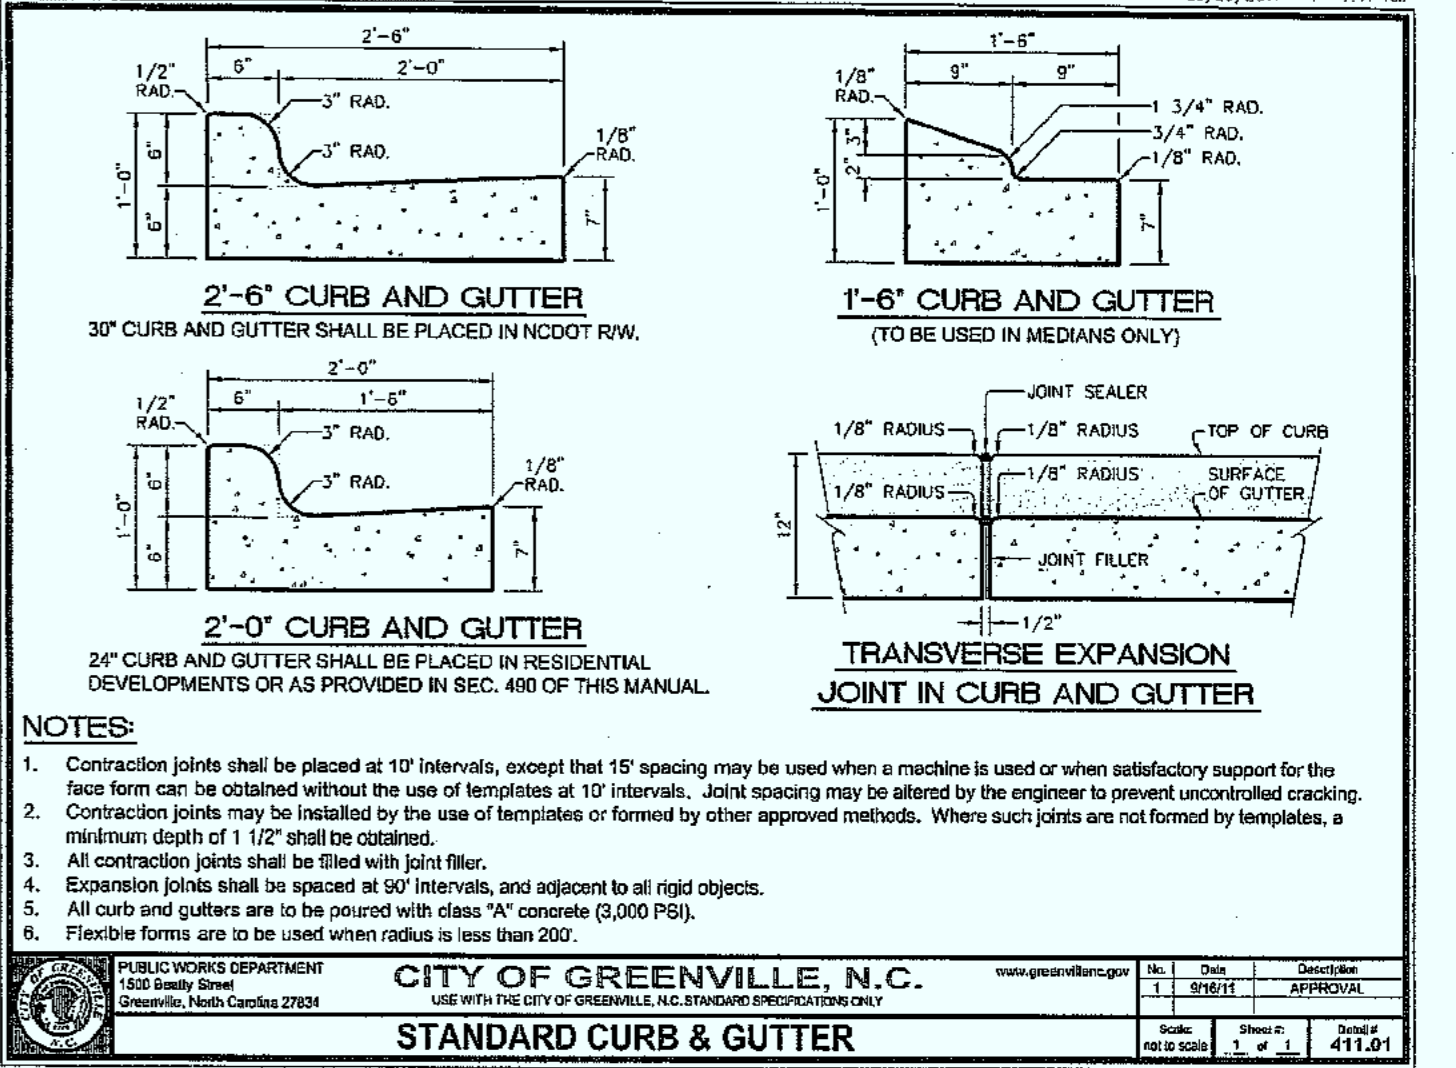 2'-6"
6"
2'-0"
1/2"
RAD.
3" RAD.
3" RAD.
1/8"
RAD.
1'-0"
6"
6"
7"
2'-6" CURB AND GUTTER
30" CURB AND GUTTER SHALL BE PLACED IN NCDOT R/W.
1'-6"
9"
9"
1/8"
RAD.
1 3/4" RAD.
3/4" RAD.
1/8" RAD.
1'-0"
3"
2"
7"
1'-6" CURB AND GUTTER
(TO BE USED IN MEDIANS ONLY)
2'-0"
6"
1'-6"
1/2"
RAD.
3" RAD.
3" RAD.
1/8"
RAD.
1'-0"
6"
6"
7"
2'-0" CURB AND GUTTER
24" CURB AND GUTTER SHALL BE PLACED IN RESIDENTIAL
DEVELOPMENTS OR AS PROVIDED IN SEC. 490 OF THIS MANUAL.
JOINT SEALER
1/8" RADIUS
1/8" RADIUS
TOP OF CURB
1/8" RADIUS
1/8" RADIUS
SURFACE
OF GUTTER
12"
JOINT FILLER
1/2"
TRANSVERSE EXPANSION
JOINT IN CURB AND GUTTER
NOTES:
1. Contraction joints shall be placed at 10' intervals, except that 15' spacing may be used when a machine is used or when satisfactory support for the
face form can be obtained without the use of templates at 10' intervals. Joint spacing may be altered by the engineer to prevent uncontrolled cracking.
2. Contraction joints may be installed by the use of templates or formed by other approved methods. Where such joints are not formed by templates, a
minimum depth of 1 1/2" shall be obtained.
3. All contraction joints shall be filled with joint filler.
4. Expansion joints shall be spaced at 90' intervals, and adjacent to all rigid objects.
5. All curb and gutters are to be poured with class "A" concrete (3,000 PSI).
6. Flexible forms are to be used when radius is less than 200'.
CITY OF GREENVILLE
N.C.
PUBLIC WORKS DEPARTMENT
1500 Beatty Street
Greenville, North Carolina 27834
CITY OF GREENVILLE, N.C.
USE WITH THE CITY OF GREENVILLE, N.C. STANDARD SPECIFICATIONS ONLY
www.greenvillenc.gov
STANDARD CURB & GUTTER
No. Date Description
1 9/16/11 APPROVAL
Scale:
not to scale
Sheet #:
1 of 1
Detail #
411.01